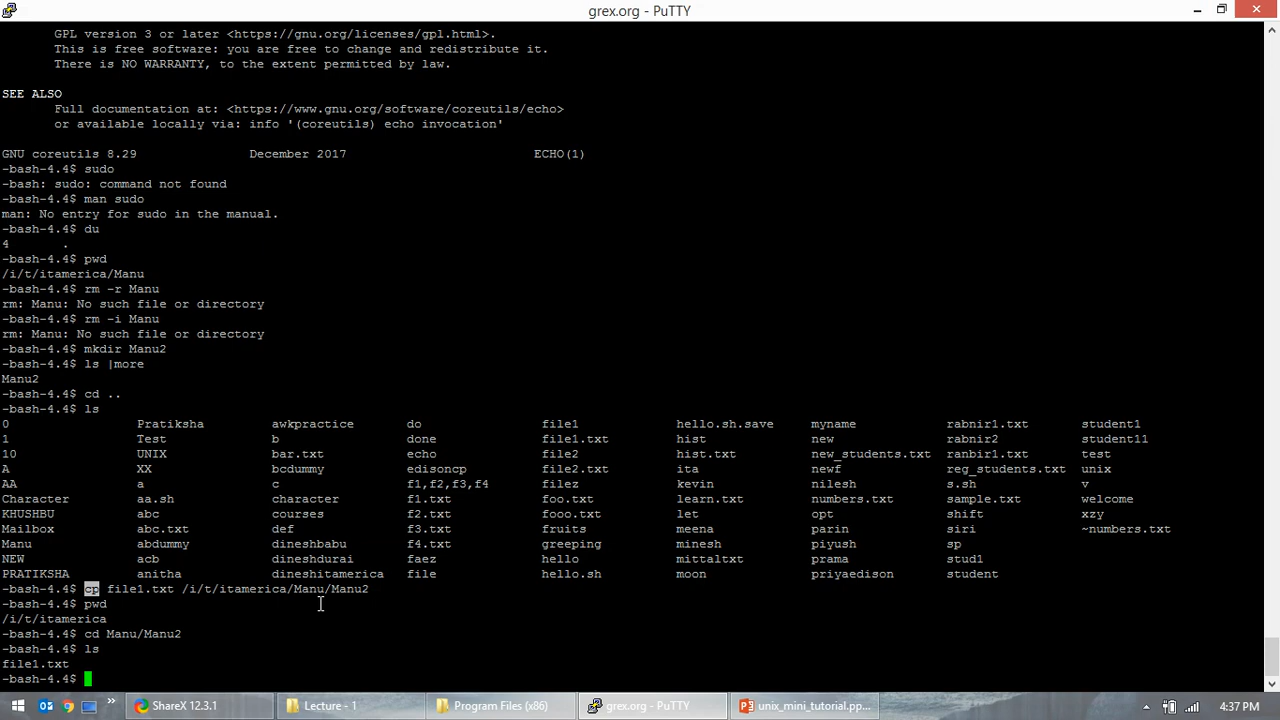 grex.org - PuTTY
GPL version 3 or later <https://gnu.org/licenses/gpl.html>.
This is free software: you are free to change and redistribute it.
There is NO WARRANTY, to the extent permitted by law.
SEE ALSO
Full documentation at: <https://www.gnu.org/software/coreutils/echo>
or available locally via: info '(coreutils) echo invocation'
GNU coreutils 8.29 December 2017 ECHO(1)
-bash-4.4$ sudo
-bash: sudo: command not found
-bash-4.4$ man sudo
man: No entry for sudo in the manual.
-bash-4.4$ du
4 .
-bash-4.4$ pwd
/i/t/itamerica/Manu
-bash-4.4$ rm -r Manu
rm: Manu: No such file or directory
-bash-4.4$ rm -i Manu
rm: Manu: No such file or directory
-bash-4.4$ mkdir Manu2
-bash-4.4$ ls |more
Manu2
-bash-4.4$ cd ..
-bash-4.4$ ls
0 Pratiksha awkpractice do file1 hello.sh.save myname rabnir1.txt student1
1 Test b done file1.txt hist new rabnir2 student11
10 UNIX bar.txt echo file2 hist.txt new_students.txt ranbir1.txt test
A XX bcdummy edisoncp file2.txt ita newf reg_students.txt unix
AA a c f1,f2,f3,f4 filez kevin nilesh s.sh v
Character aa.sh character f1.txt foo.txt learn.txt numbers.txt sample.txt welcome
KHUSHBU abc courses f2.txt fooo.txt let opt shift xzy
Mailbox abc.txt def f3.txt fruits meena parin siri ~numbers.txt
Manu abdummy dineshbabu f4.txt greeping minesh piyush sp
NEW acb dineshdurai faez hello mittaltxt prama stud1
PRATIKSHA anitha dineshitamerica file hello.sh moon priyaedison student
-bash-4.4$ cp file1.txt /i/t/itamerica/Manu/Manu2
-bash-4.4$ pwd
/i/t/itamerica
-bash-4.4$ cd Manu/Manu2
-bash-4.4$ ls
file1.txt
-bash-4.4$
ShareX 12.3.1 Lecture - 1 Program Files (x86) grex.org - PuTTY unix_mini_tutorial.pp... 4:37 PM